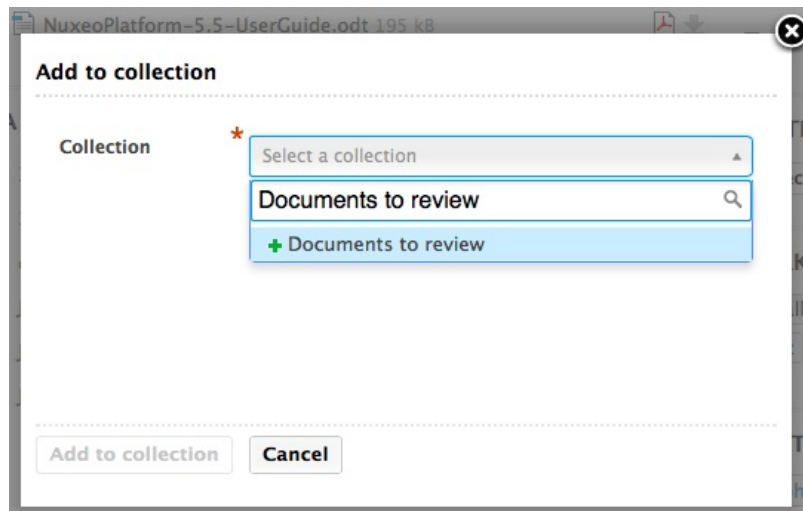 NuxeoPlatform-5.5-UserGuide.odt 195 kB
Add to collection
Collection *
Select a collection
Documents to review
+ Documents to review
Add to collection Cancel